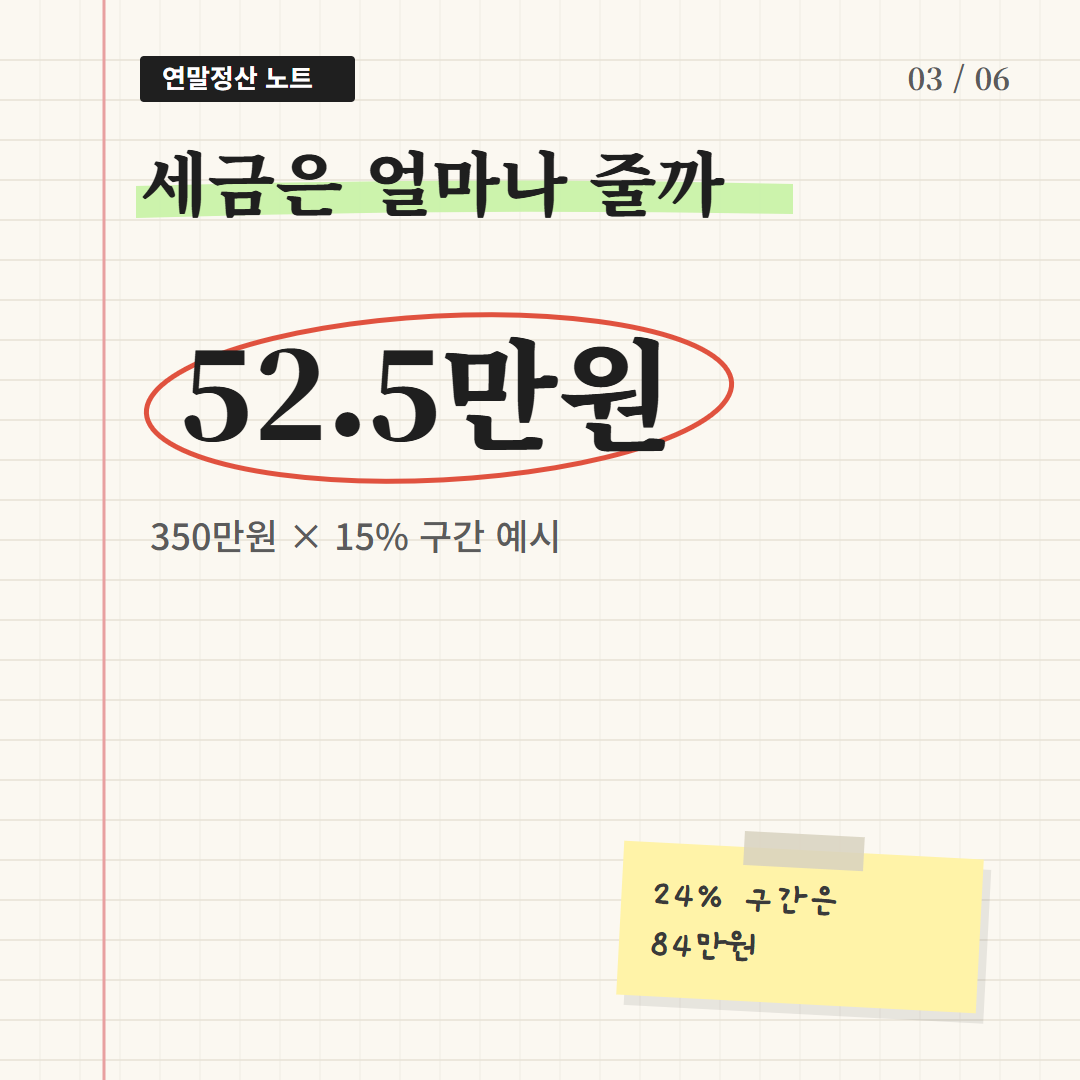 연말정산 노트
03 / 06
세금은 얼마나 줄까
52.5만원
350만원 × 15% 구간 예시
24% 구간은
84만원